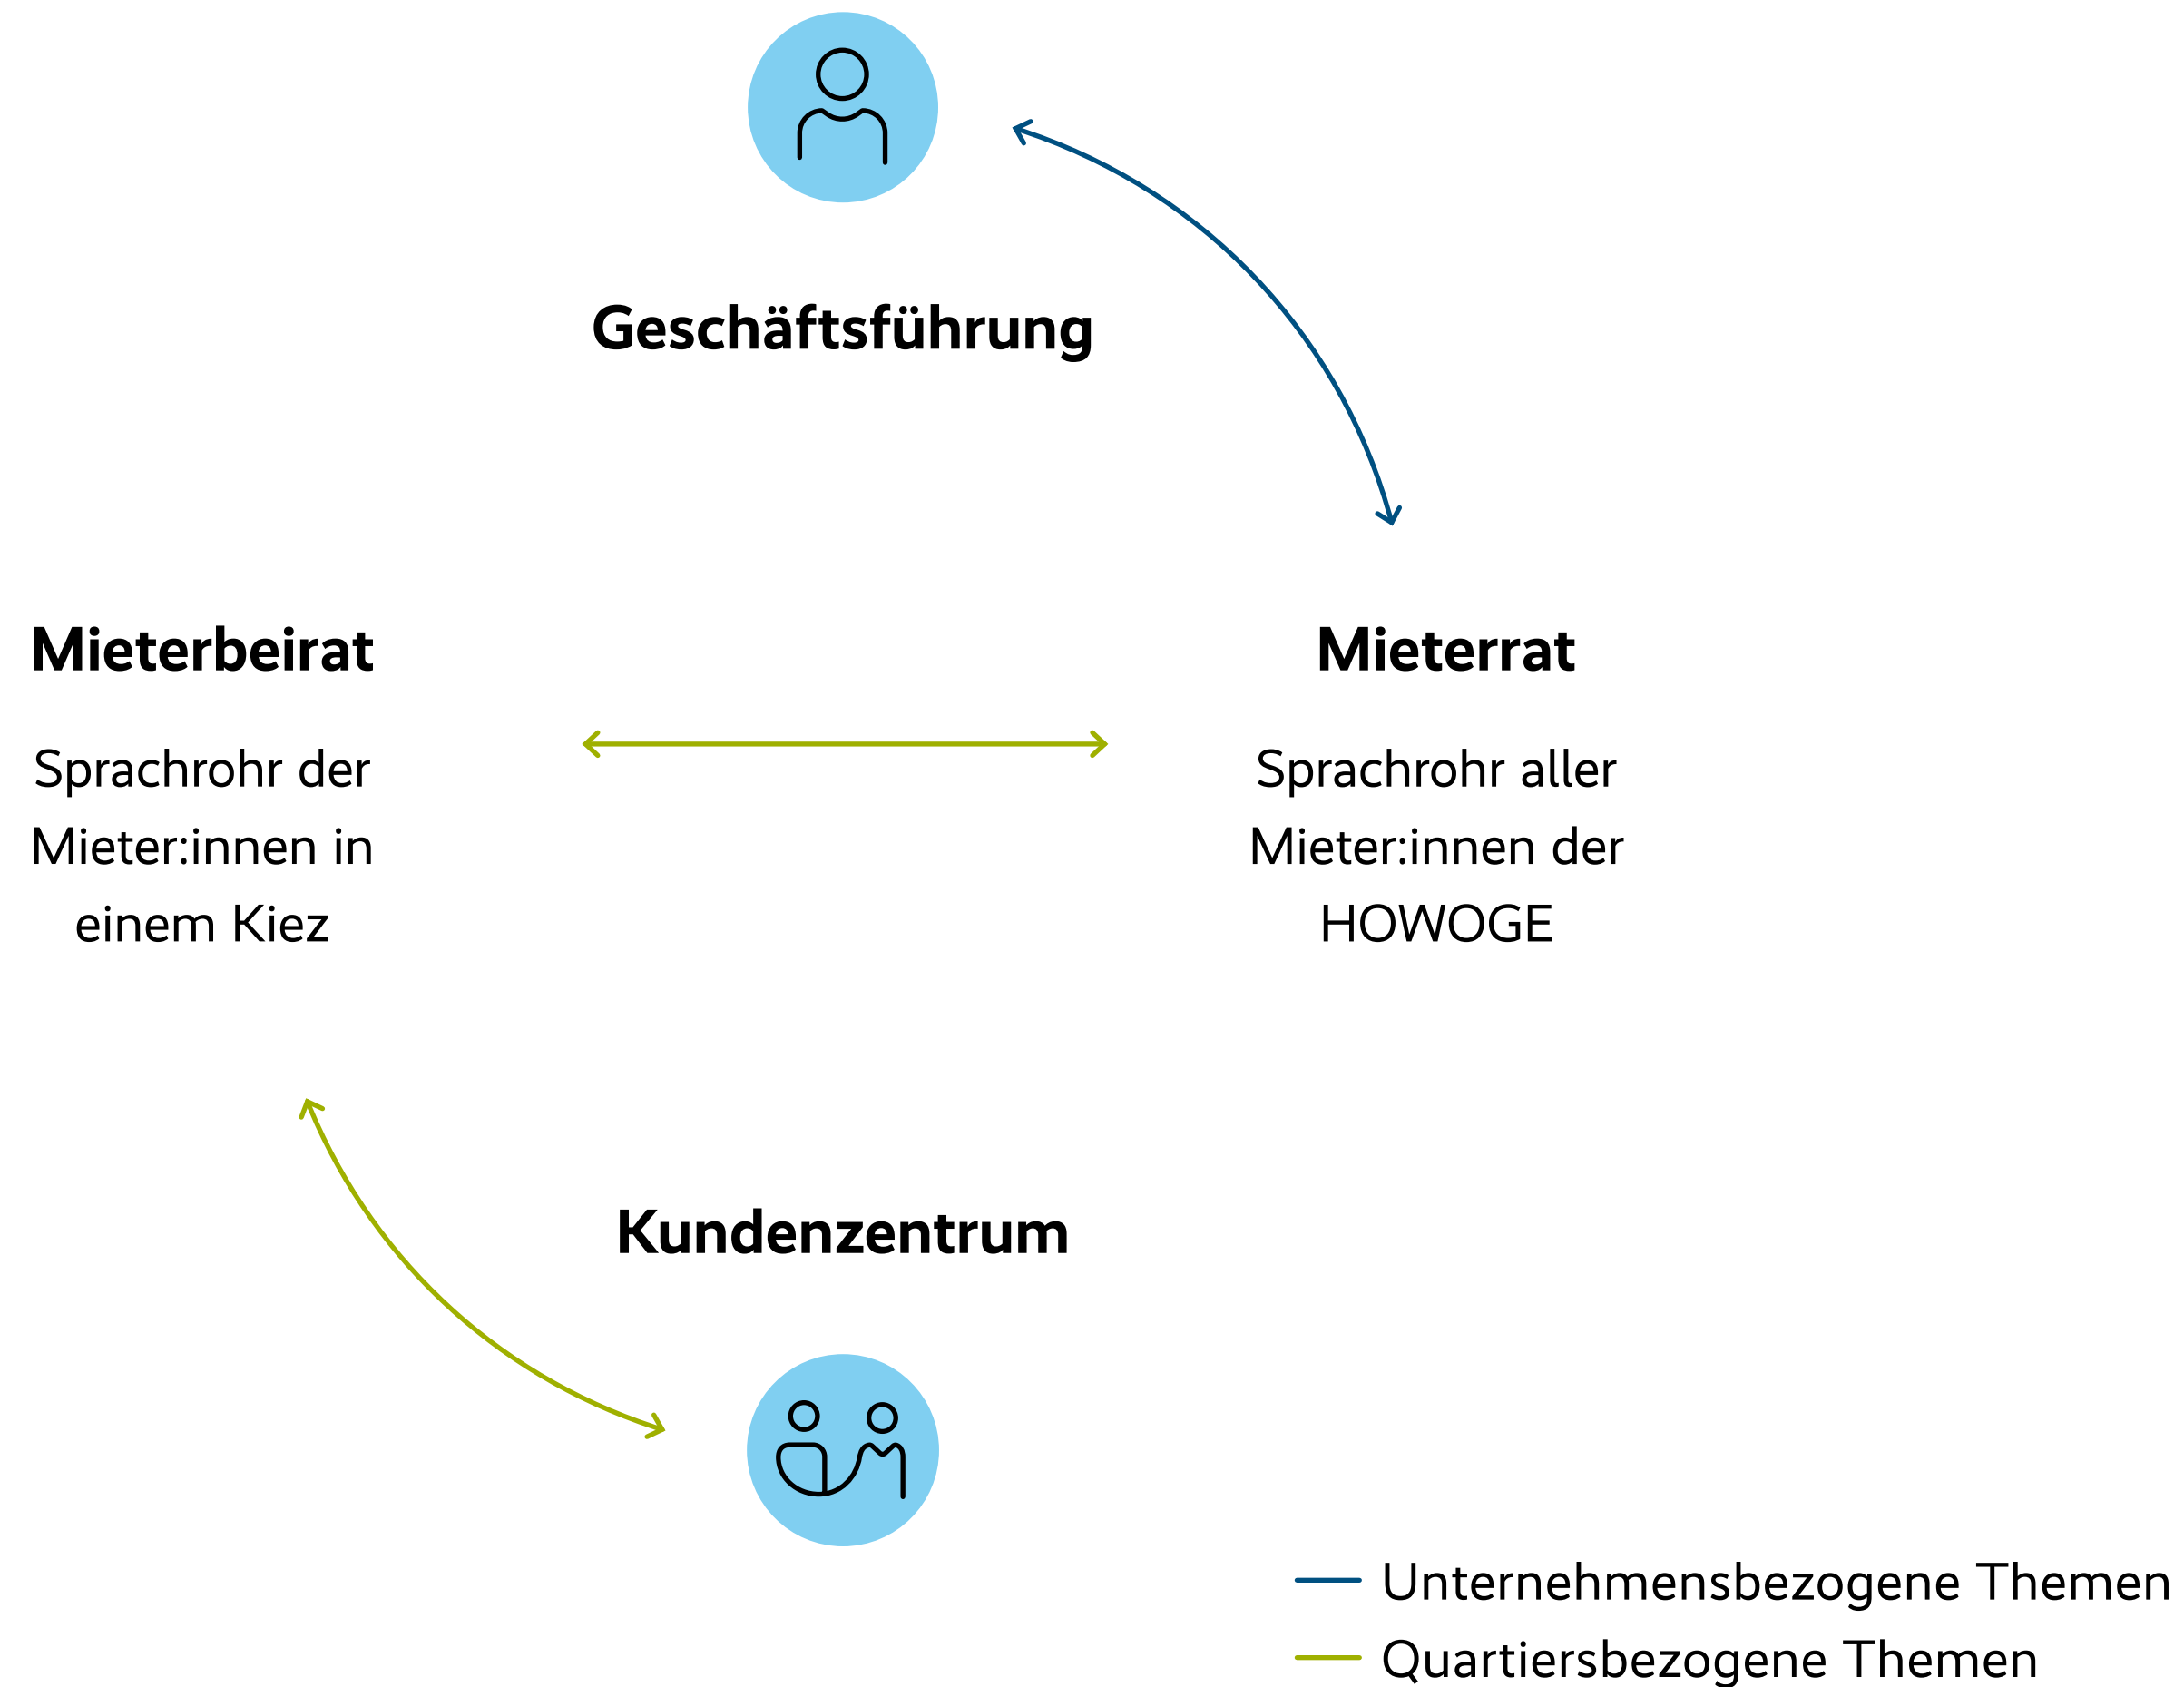 Geschäftsführung
Mieterbeirat
Sprachrohr der
Mieter:innen in
einem Kiez
Mieterrat
Sprachrohr aller
Mieter:innen der
HOWOGE
Kundenzentrum
Unternehmensbezogene Themen
Quartiersbezogene Themen